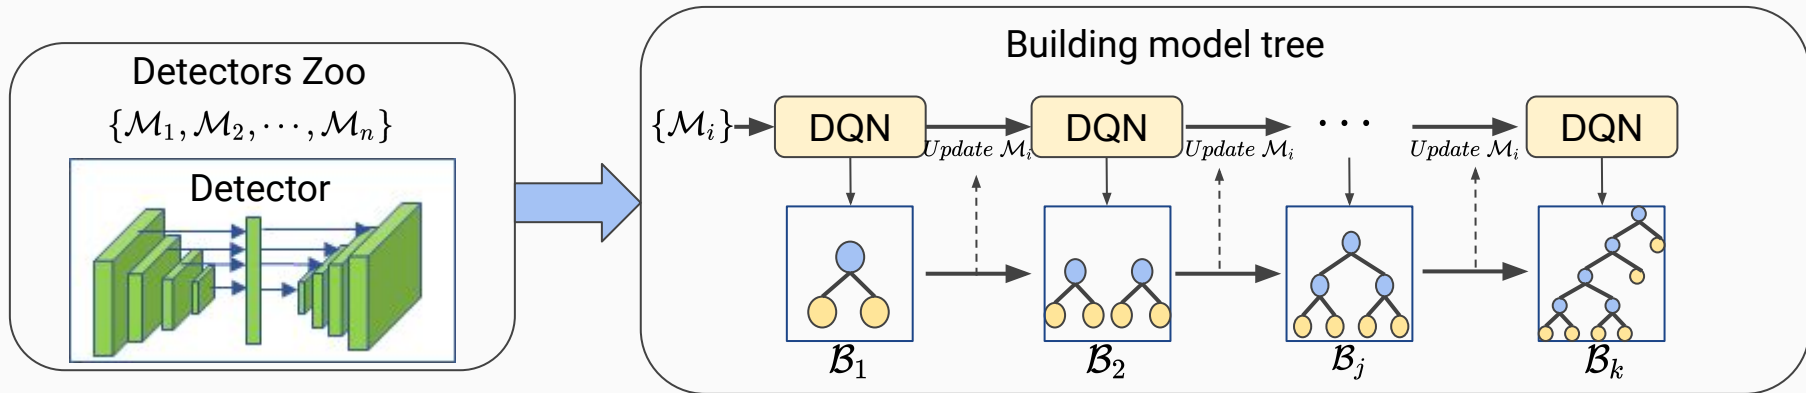 Detectors Zoo
{M₁, M₂, ⋯, Mₙ}
Detector
Building model tree
{Mᵢ}
DQN
Update Mᵢ
DQN
Update Mᵢ
···
Update Mᵢ
DQN
B₁
B₂
Bⱼ
Bₖ